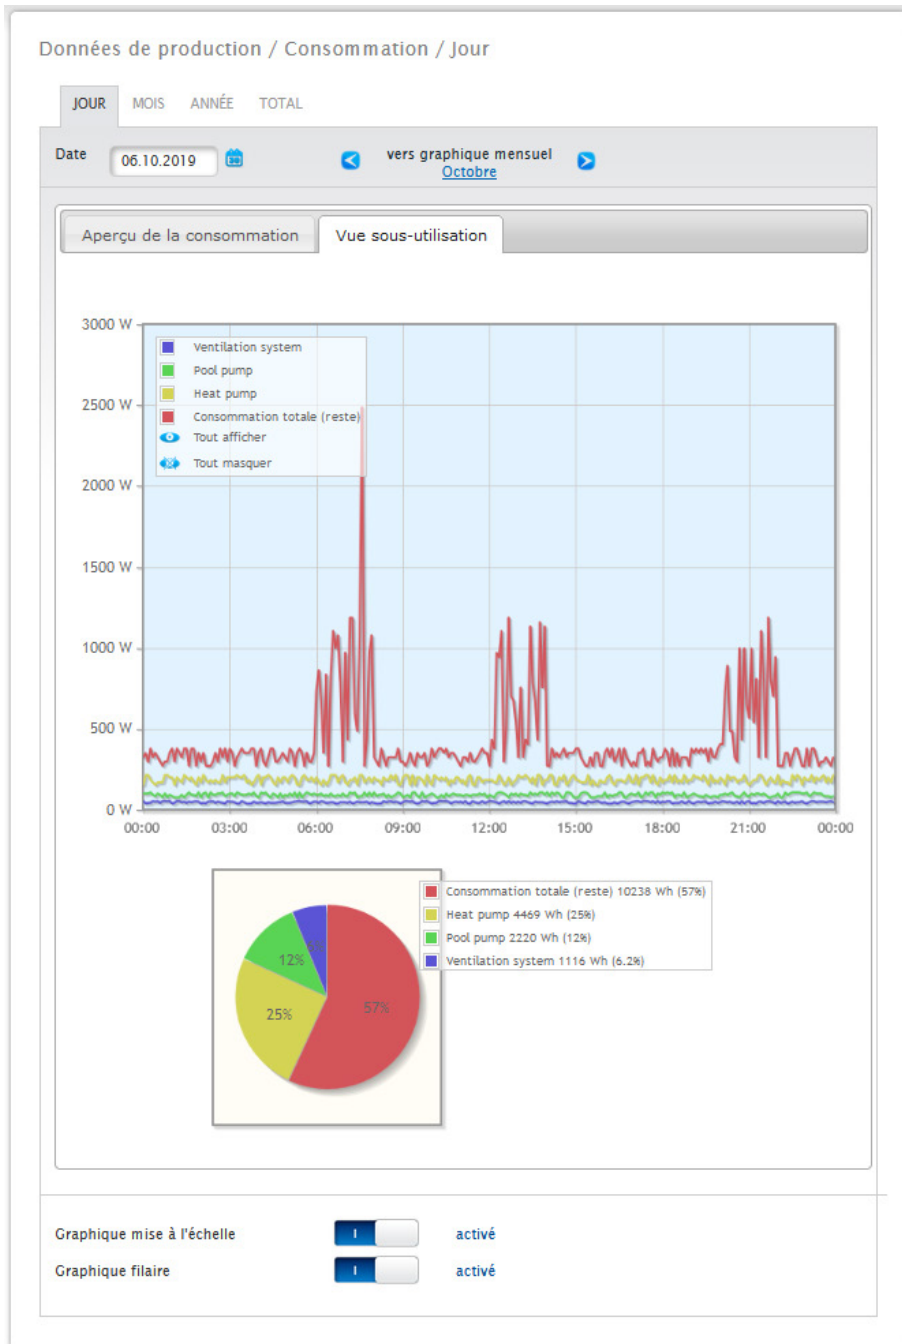 Données de production / Consommation / Jour
JOUR MOIS ANNÉE TOTAL
Date 06.10.2019 vers graphique mensuel
Octobre
Aperçu de la consommation Vue sous-utilisation
3000 W
Ventilation system
Pool pump
Heat pump
2500 W
Consommation totale (reste)
Tout afficher
Tout masquer
2000 W
1500 W
1000 W
500 W
0 W
00:00 03:00 06:00 09:00 12:00 15:00 18:00 21:00 00:00
Consommation totale (reste) 10238 Wh (57%)
Heat pump 4469 Wh (25%)
Pool pump 2220 Wh (12%)
Ventilation system 1116 Wh (6.2%)
12%
25%
57%
Graphique mise à l'échelle I activé
Graphique filaire I activé